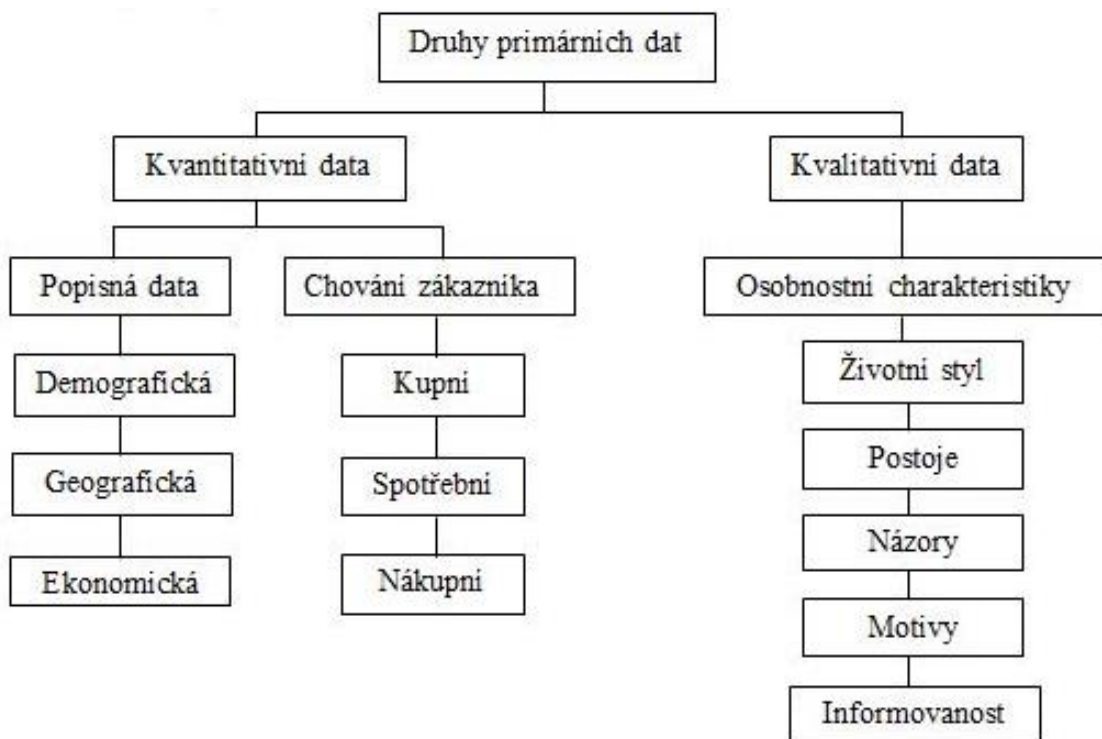 Druhy primárních dat
Kvantitativní data
Kvalitativní data
Popisná data
Chování zákazníka
Osobnostní charakteristiky
Demografická
Kupní
Životní styl
Geografická
Spotřební
Postoje
Ekonomická
Nákupní
Názory
Motivy
Informovanost